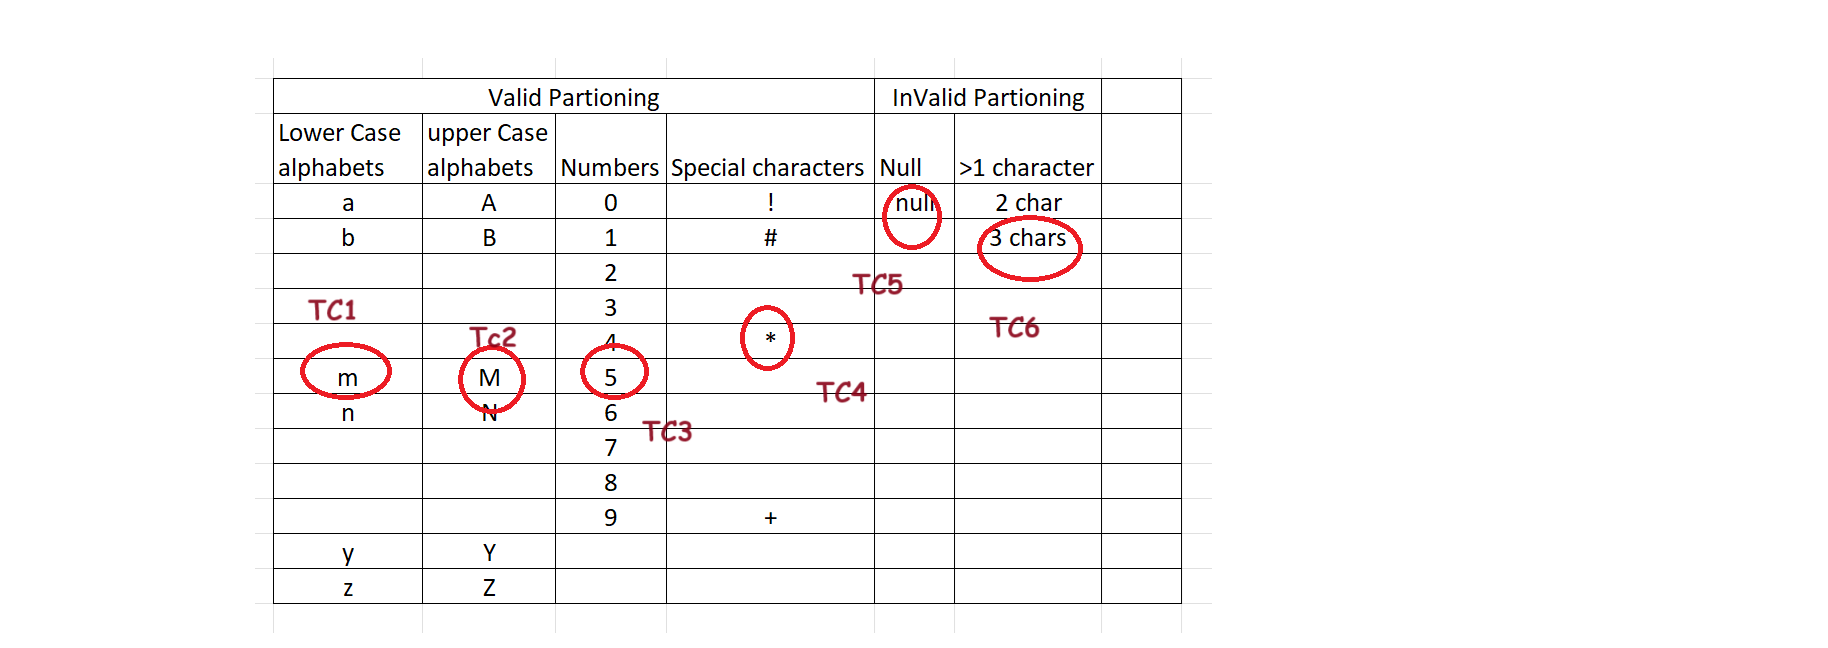 Valid Partioning InValid Partioning
Lower Case alphabets upper Case alphabets Numbers Special characters Null >1 character
a A 0 ! null 2 char
b B 1 # 3 chars
2
TC5
TC1 3
TC6
Tc2 4 *
m M 5
TC4
n N 6
TC3
7
8
9 +
y Y
z Z